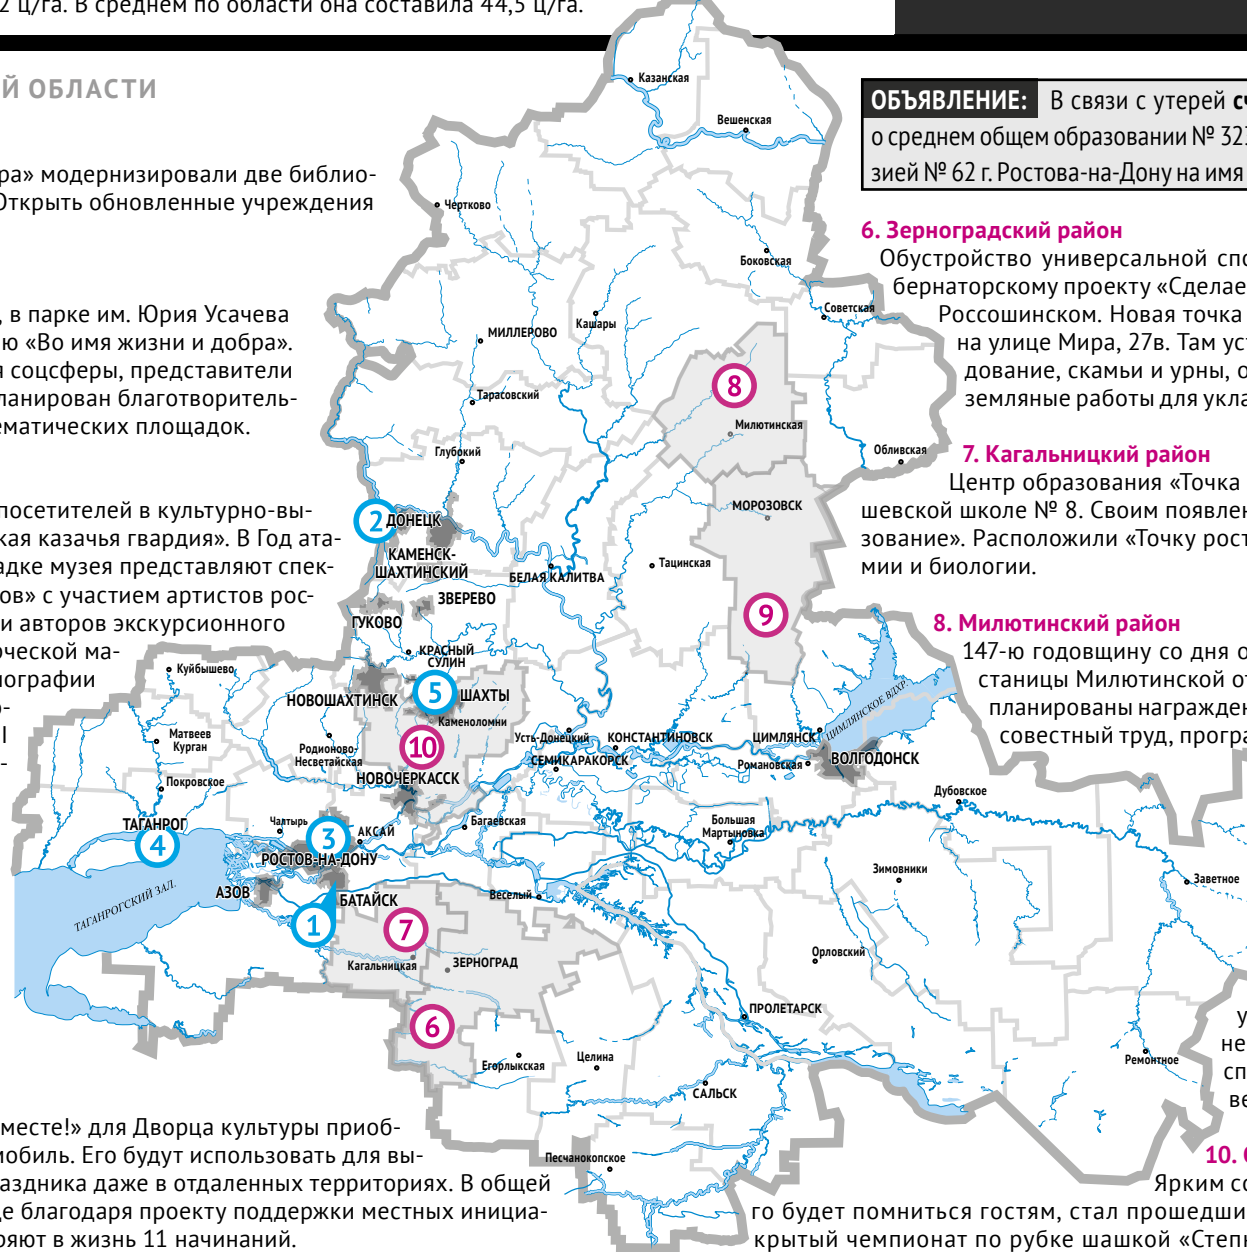 2 ц/га. В среднем по области она составила 44,5 ц/га.
Й ОБЛАСТИ
ра» модернизировали две библио-
Открыть обновленные учреждения
, в парке им. Юрия Усачева
ю «Во имя жизни и добра».
я соцсферы, представители
ланирован благотворитель-
ематических площадок.
посетителей в культурно-вы-
кая казачья гвардия». В Год ата-
адке музея представляют спек-
ов» с участием артистов рос-
и авторов экскурсионного
рческой ма-
мографии
о-
I
-
месте!» для Дворца культуры приоб-
мобиль. Его будут использовать для вы-
аздника даже в отдаленных территориях. В общей
де благодаря проекту поддержки местных инициа-
ряют в жизнь 11 начинаний.
Казанская
Вешенская
Чертково
Боковская
Советская
Кашары
МИЛЛЕРОВО
8
Тарасовский
Милютинская
Глубокий
Обливская
МОРОЗОВСК
2
ДОНЕЦК
КАМЕНСК-
ШАХТИНСКИЙ
БЕЛАЯ КАЛИТВА
Тацинская
ЗВЕРЕВО
ГУКОВО
9
КРАСНЫЙ
СУЛИН
Куйбышево
5
ШАХТЫ
НОВОШАХТИНСК
Каменоломни
ЦИМЛЯНСКОЕ ВДХР.
Матвеев
Курган
Родионово-
Несветайская
10
Усть-Донецкий
КОНСТАНТИНОВСК
ЦИМЛЯНСК
СЕМИКАРАКОРСК
Романовская
ВОЛГОДОНСК
Покровское
НОВОЧЕРКАССК
Дубовское
ТАГАНРОГ
4
Чалтырь
3
АКСАЙ
Багаевская
Большая
Мартыновка
РОСТОВ-НА-ДОНУ
Зимовники
Заветное
ТАГАНРОГСКИЙ ЗАЛ.
АЗОВ
БАТАЙСК
Веселый
1
7
Кагальницкая
ЗЕРНОГРАД
Орловский
6
ПРОЛЕТАРСК
Егорлыкская
Целина
Ремонтное
САЛЬСК
Песчанокопское
ОБЪЯВЛЕНИЕ: В связи с утерей
о среднем общем образовании № 32
зией № 62 г. Ростова-на-Дону на имя
6. Зерноградский район
Обустройство универсальной спо
бернаторскому проекту «Сделае
Россошинском. Новая точка
на улице Мира, 27в. Там ус
дование, скамьи и урны, о
земляные работы для укла
7. Кагальницкий район
Центр образования «Точка
шевской школе № 8. Своим появлен
зование». Расположили «Точку рост
мии и биологии.
8. Милютинский район
147-ю годовщину со дня о
станицы Милютинской от
планированы награжден
совестный труд, програ
у
не
сп
ве
10.
Ярким со
го будет помниться гостям, стал прошедши
крытый чемпионат по рубке шашкой «Степн